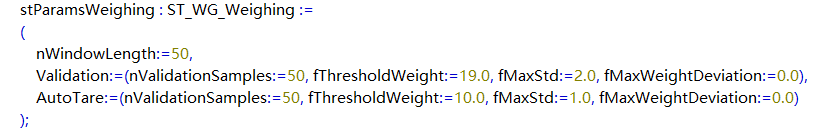 stParamsWeighing : ST_WG_Weighing :=
(
nWindowLength:=50,
Validation:=(nValidationSamples:=50, fThresholdWeight:=19.0, fMaxStd:=2.0, fMaxWeightDeviation:=0.0),
AutoTare:=(nValidationSamples:=50, fThresholdWeight:=10.0, fMaxStd:=1.0, fMaxWeightDeviation:=0.0)
);